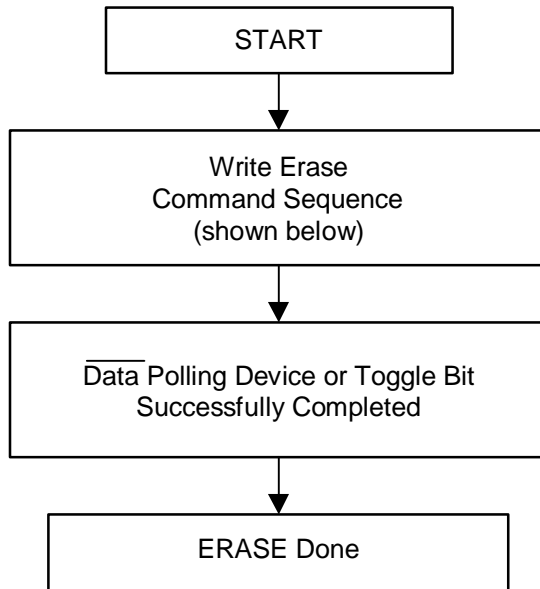 START
Write Erase
Command Sequence
(shown below)
Data Polling Device or Toggle Bit
Successfully Completed
ERASE Done